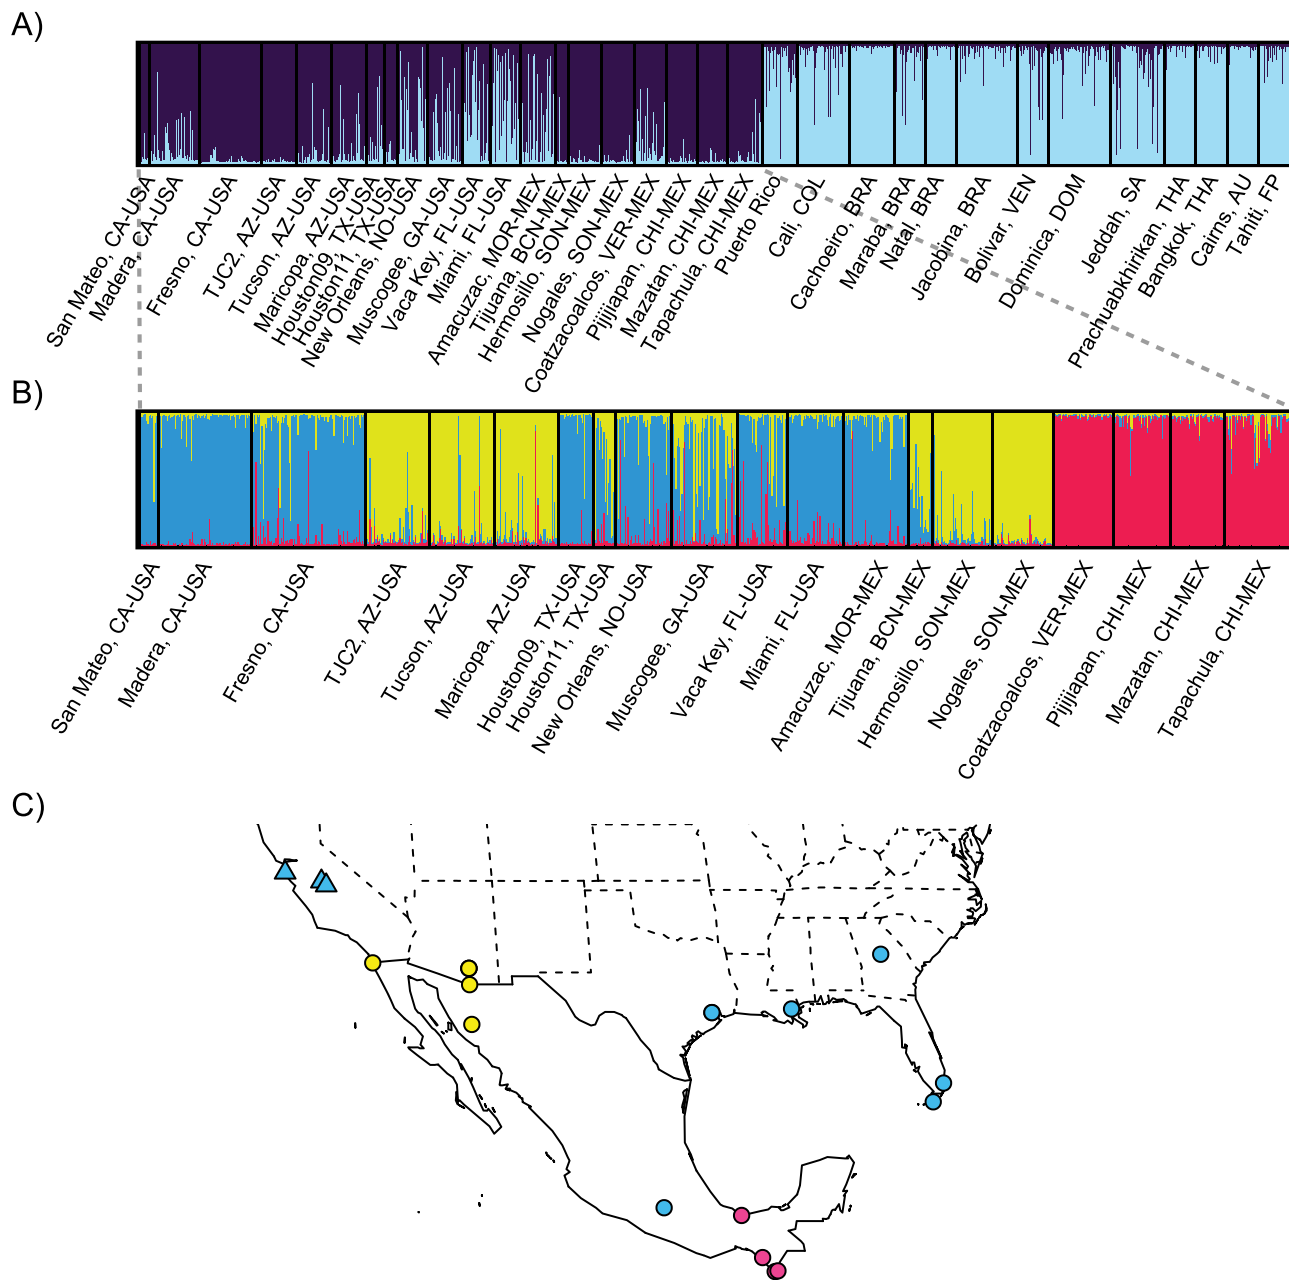 A)
San Mateo, CA-USA
Madera, CA-USA
Fresno, CA-USA
TJC2, AZ-USA
Tucson, AZ-USA
Maricopa, AZ-USA
Houston09, TX-USA
Houston11, TX-USA
New Orleans, NO-USA
Muscogee, GA-USA
Vaca Key, FL-USA
Miami, FL-USA
Amacuzac, MOR-MEX
Tijuana, BCN-MEX
Hermosillo, SON-MEX
Nogales, SON-MEX
Coatzacoalcos, VER-MEX
Pijijiapan, CHI-MEX
Mazatan, CHI-MEX
Tapachula, CHI-MEX
Puerto Rico
Cali, COL
Cachoeiro, BRA
Maraba, BRA
Natal, BRA
Jacobina, BRA
Bolivar, VEN
Dominica, DOM
Jeddah, SA
Prachuabkhirikan, THA
Bangkok, THA
Cairns, AU
Tahiti, FP
B)
San Mateo, CA-USA
Madera, CA-USA
Fresno, CA-USA
TJC2, AZ-USA
Tucson, AZ-USA
Maricopa, AZ-USA
Houston09, TX-USA
Houston11, TX-USA
New Orleans, NO-USA
Muscogee, GA-USA
Vaca Key, FL-USA
Miami, FL-USA
Amacuzac, MOR-MEX
Tijuana, BCN-MEX
Hermosillo, SON-MEX
Nogales, SON-MEX
Coatzacoalcos, VER-MEX
Pijijiapan, CHI-MEX
Mazatan, CHI-MEX
Tapachula, CHI-MEX
C)